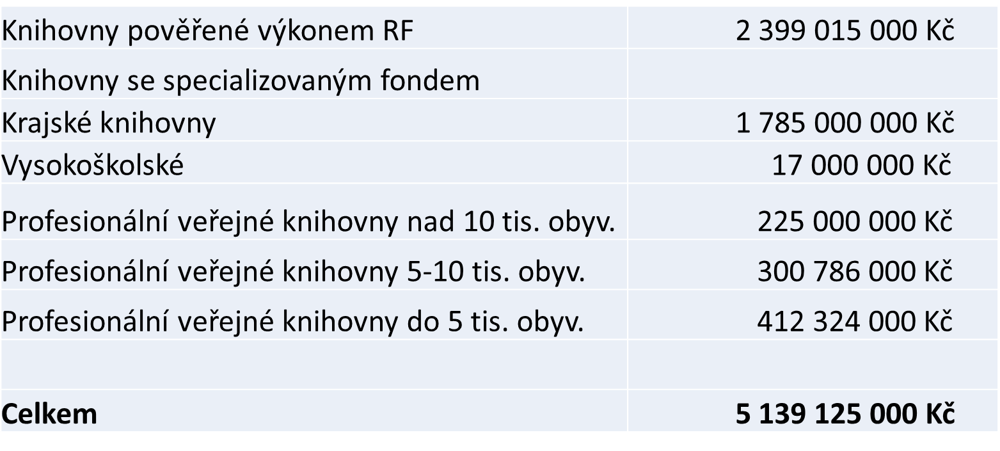 Knihovny pověřené výkonem RF 2 399 015 000 Kč
Knihovny se specializovaným fondem
Krajské knihovny 1 785 000 000 Kč
Vysokoškolské 17 000 000 Kč
Profesionální veřejné knihovny nad 10 tis. obyv. 225 000 000 Kč
Profesionální veřejné knihovny 5-10 tis. obyv. 300 786 000 Kč
Profesionální veřejné knihovny do 5 tis. obyv. 412 324 000 Kč
Celkem 5 139 125 000 Kč